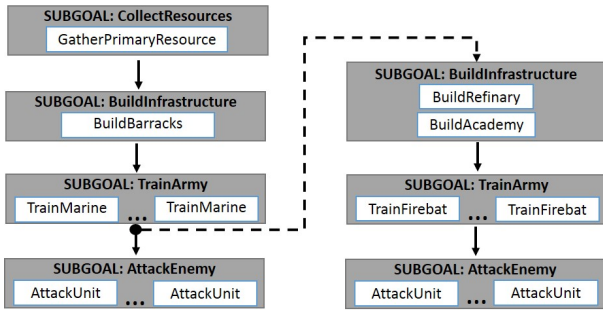 SUBGOAL: CollectResources
GatherPrimaryResource
SUBGOAL: BuildInfrastructure
BuildBarracks
SUBGOAL: TrainArmy
TrainMarine ... TrainMarine
SUBGOAL: AttackEnemy
AttackUnit ... AttackUnit
SUBGOAL: BuildInfrastructure
BuildRefinary
BuildAcademy
SUBGOAL: TrainArmy
TrainFirebat ... TrainFirebat
SUBGOAL: AttackEnemy
AttackUnit ... AttackUnit